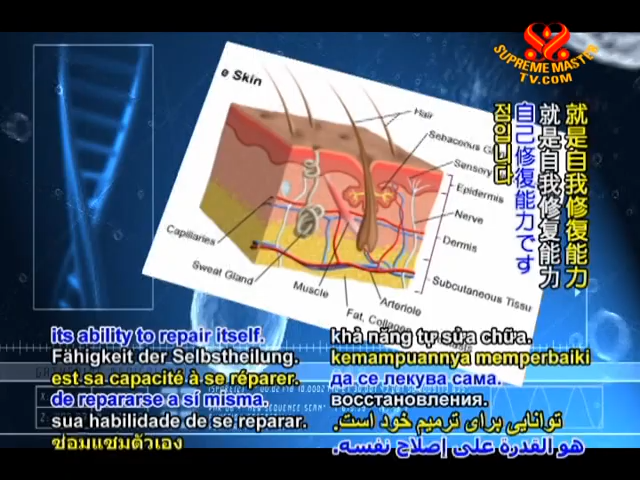 SUPREME MASTER
TV.COM
e Skin
Hair
Sebaceous Gl
Sensory
Epidermis
Nerve
Dermis
Subcutaneous Tissu
Capillaries
Sweat Gland
Muscle
Arteriole
Fat, Collagen
就是自我修復能力
就是自我修复能力
自己修復能力です
점입니다
its ability to repair itself.
Fähigkeit der Selbstheilung.
est sa capacité à se réparer.
de repararse a sí misma.
sua habilidade de se reparar.
ซ่อมแซมตัวเอง
khả năng tự sửa chữa.
kemampuannya memperbaiki
да се лекува сама.
восстановления.
توانایی برای ترمیم خود است.
هو القدرة على إصلاح نفسه.